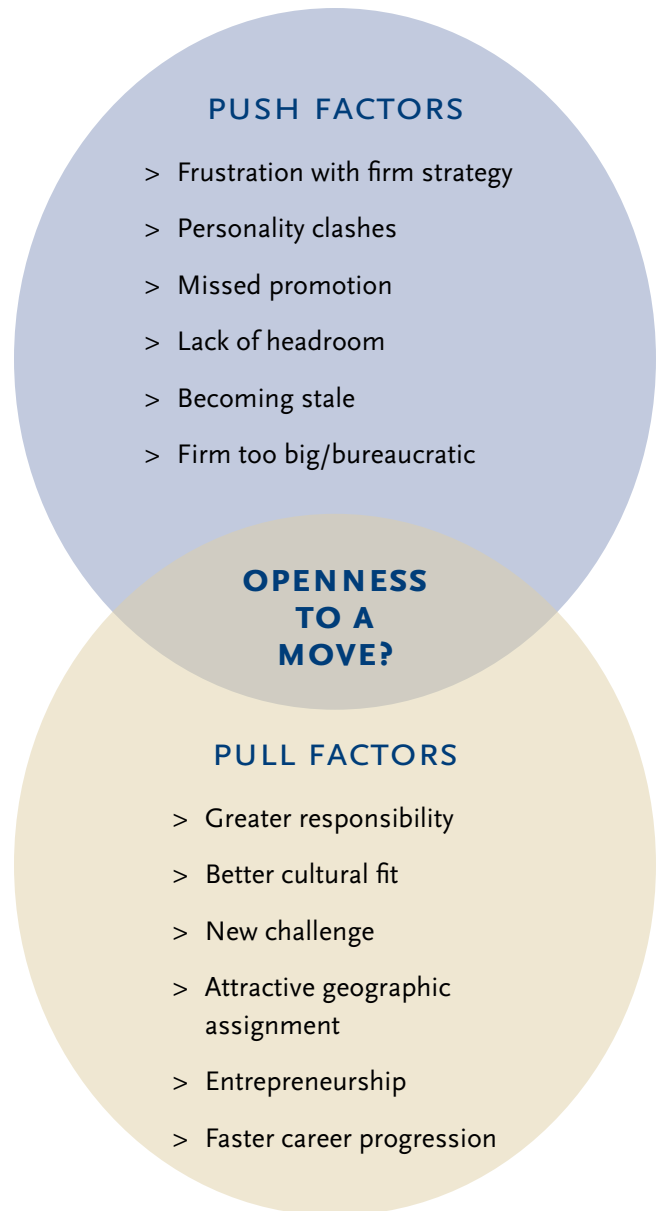 PUSH FACTORS
> Frustration with firm strategy
> Personality clashes
> Missed promotion
> Lack of headroom
> Becoming stale
> Firm too big/bureaucratic
OPENNESS
TO A
MOVE?
PULL FACTORS
> Greater responsibility
> Better cultural fit
> New challenge
> Attractive geographic
assignment
> Entrepreneurship
> Faster career progression